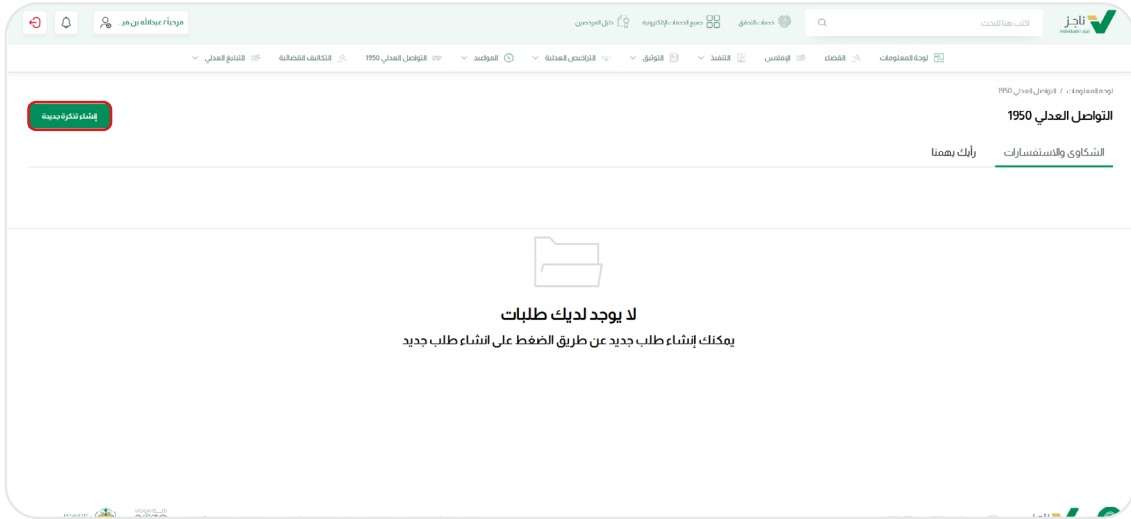 ناجز
اكتب هنا للبحث
خدمات التحقق
جميع الخدمات الإلكترونية
دليل المرخصين
مرحباً / عبدالله بن مب...
لوحة المعلومات
القضاء
الإفلاس
التنفيذ
التوثيق
التراخيص العدلية
المواعيد
التواصل العدلي 1950
التكاليف القضائية
التبليغ العدلي
لوحة المعلومات / التواصل العدلي 1950
التواصل العدلي 1950
إنشاء تذكرة جديدة
الشكاوى والاستفسارات
رأيك يهمنا
لا يوجد لديك طلبات
يمكنك إنشاء طلب جديد عن طريق الضغط على انشاء طلب جديد